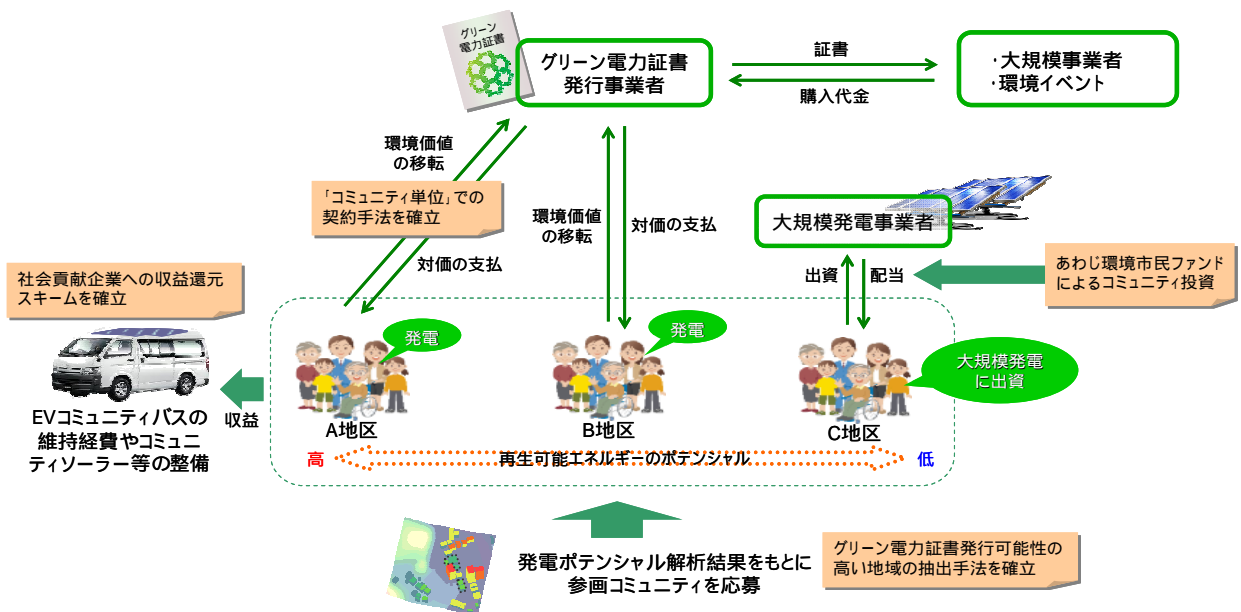 グリーン
電力証書
グリーン電力証書
発行事業者
証書
購入代金
・大規模事業者
・環境イベント
環境価値
の移転
「コミュニティ単位」での
契約手法を確立
対価の支払
環境価値
の移転
対価の支払
大規模発電事業者
出資
配当
あわじ環境市民ファンド
によるコミュニティ投資
社会貢献企業への収益還元
スキームを確立
発電
発電
大規模発電
に出資
EVコミュニティバスの
維持経費やコミュニ
ティソーラー等の整備
収益
A地区
B地区
C地区
高
再生可能エネルギーのポテンシャル
低
発電ポテンシャル解析結果をもとに
参画コミュニティを応募
グリーン電力証書発行可能性の
高い地域の抽出手法を確立